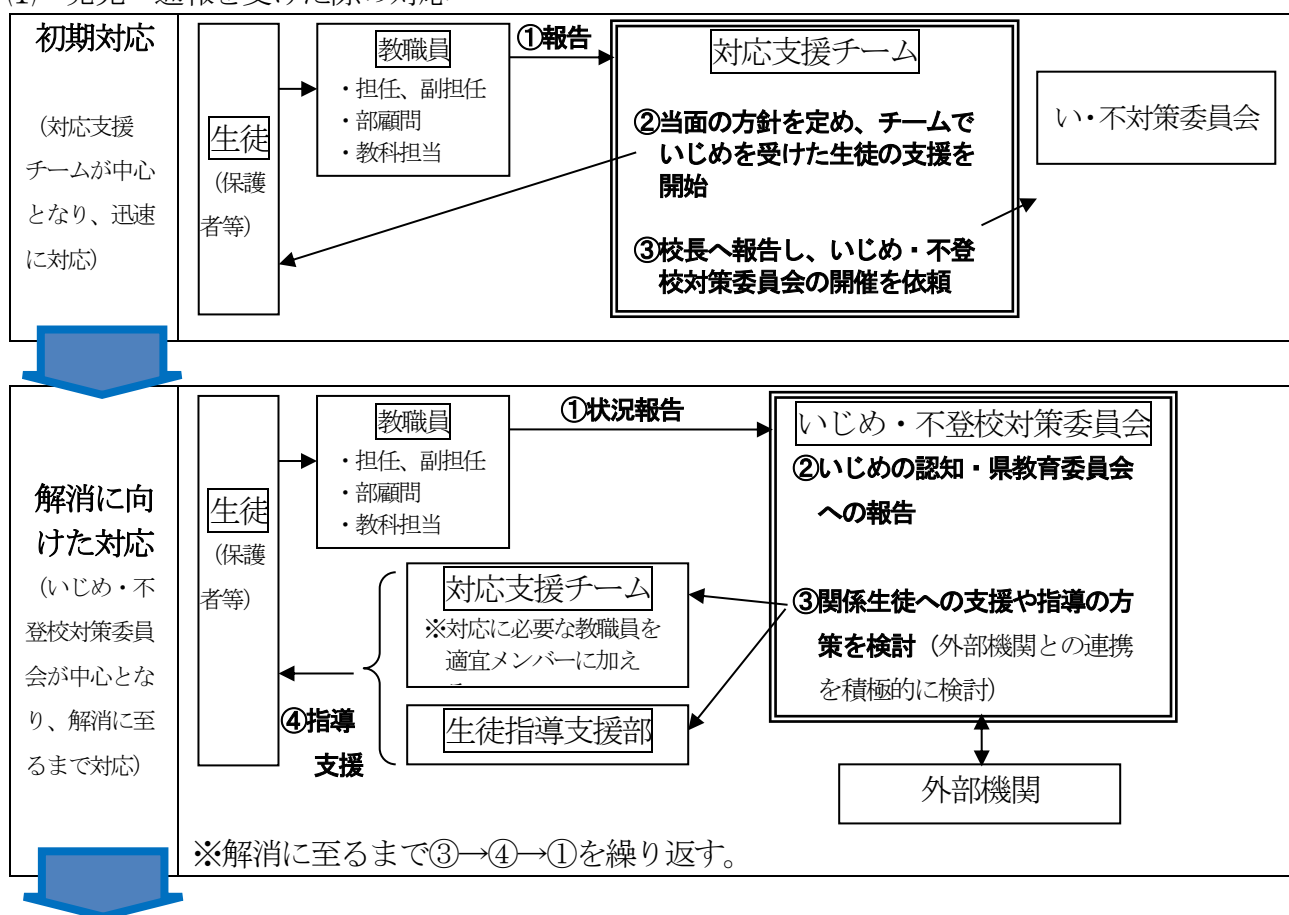 初期対応
（対応支援
チームが中心
となり、迅速
に対応）
生徒
（保護
者等）
教職員
・担任、副担任
・部顧問
・教科担当
①報告
対応支援チーム
②当面の方針を定め、チームで
いじめを受けた生徒の支援を
開始
③校長へ報告し、いじめ・不登
校対策委員会の開催を依頼
い・不対策委員会
解消に向
けた対応
（いじめ・不
登校対策委員
会が中心とな
り、解消に至
るまで対応）
生徒
（保護
者等）
教職員
・担任、副担任
・部顧問
・教科担当
①状況報告
いじめ・不登校対策委員会
②いじめの認知・県教育委員会
への報告
③関係生徒への支援や指導の方
策を検討（外部機関との連携
を積極的に検討）
対応支援チーム
※対応に必要な教職員を
適宜メンバーに加え
生徒指導支援部
④指導
支援
外部機関
※解消に至るまで③→④→①を繰り返す。